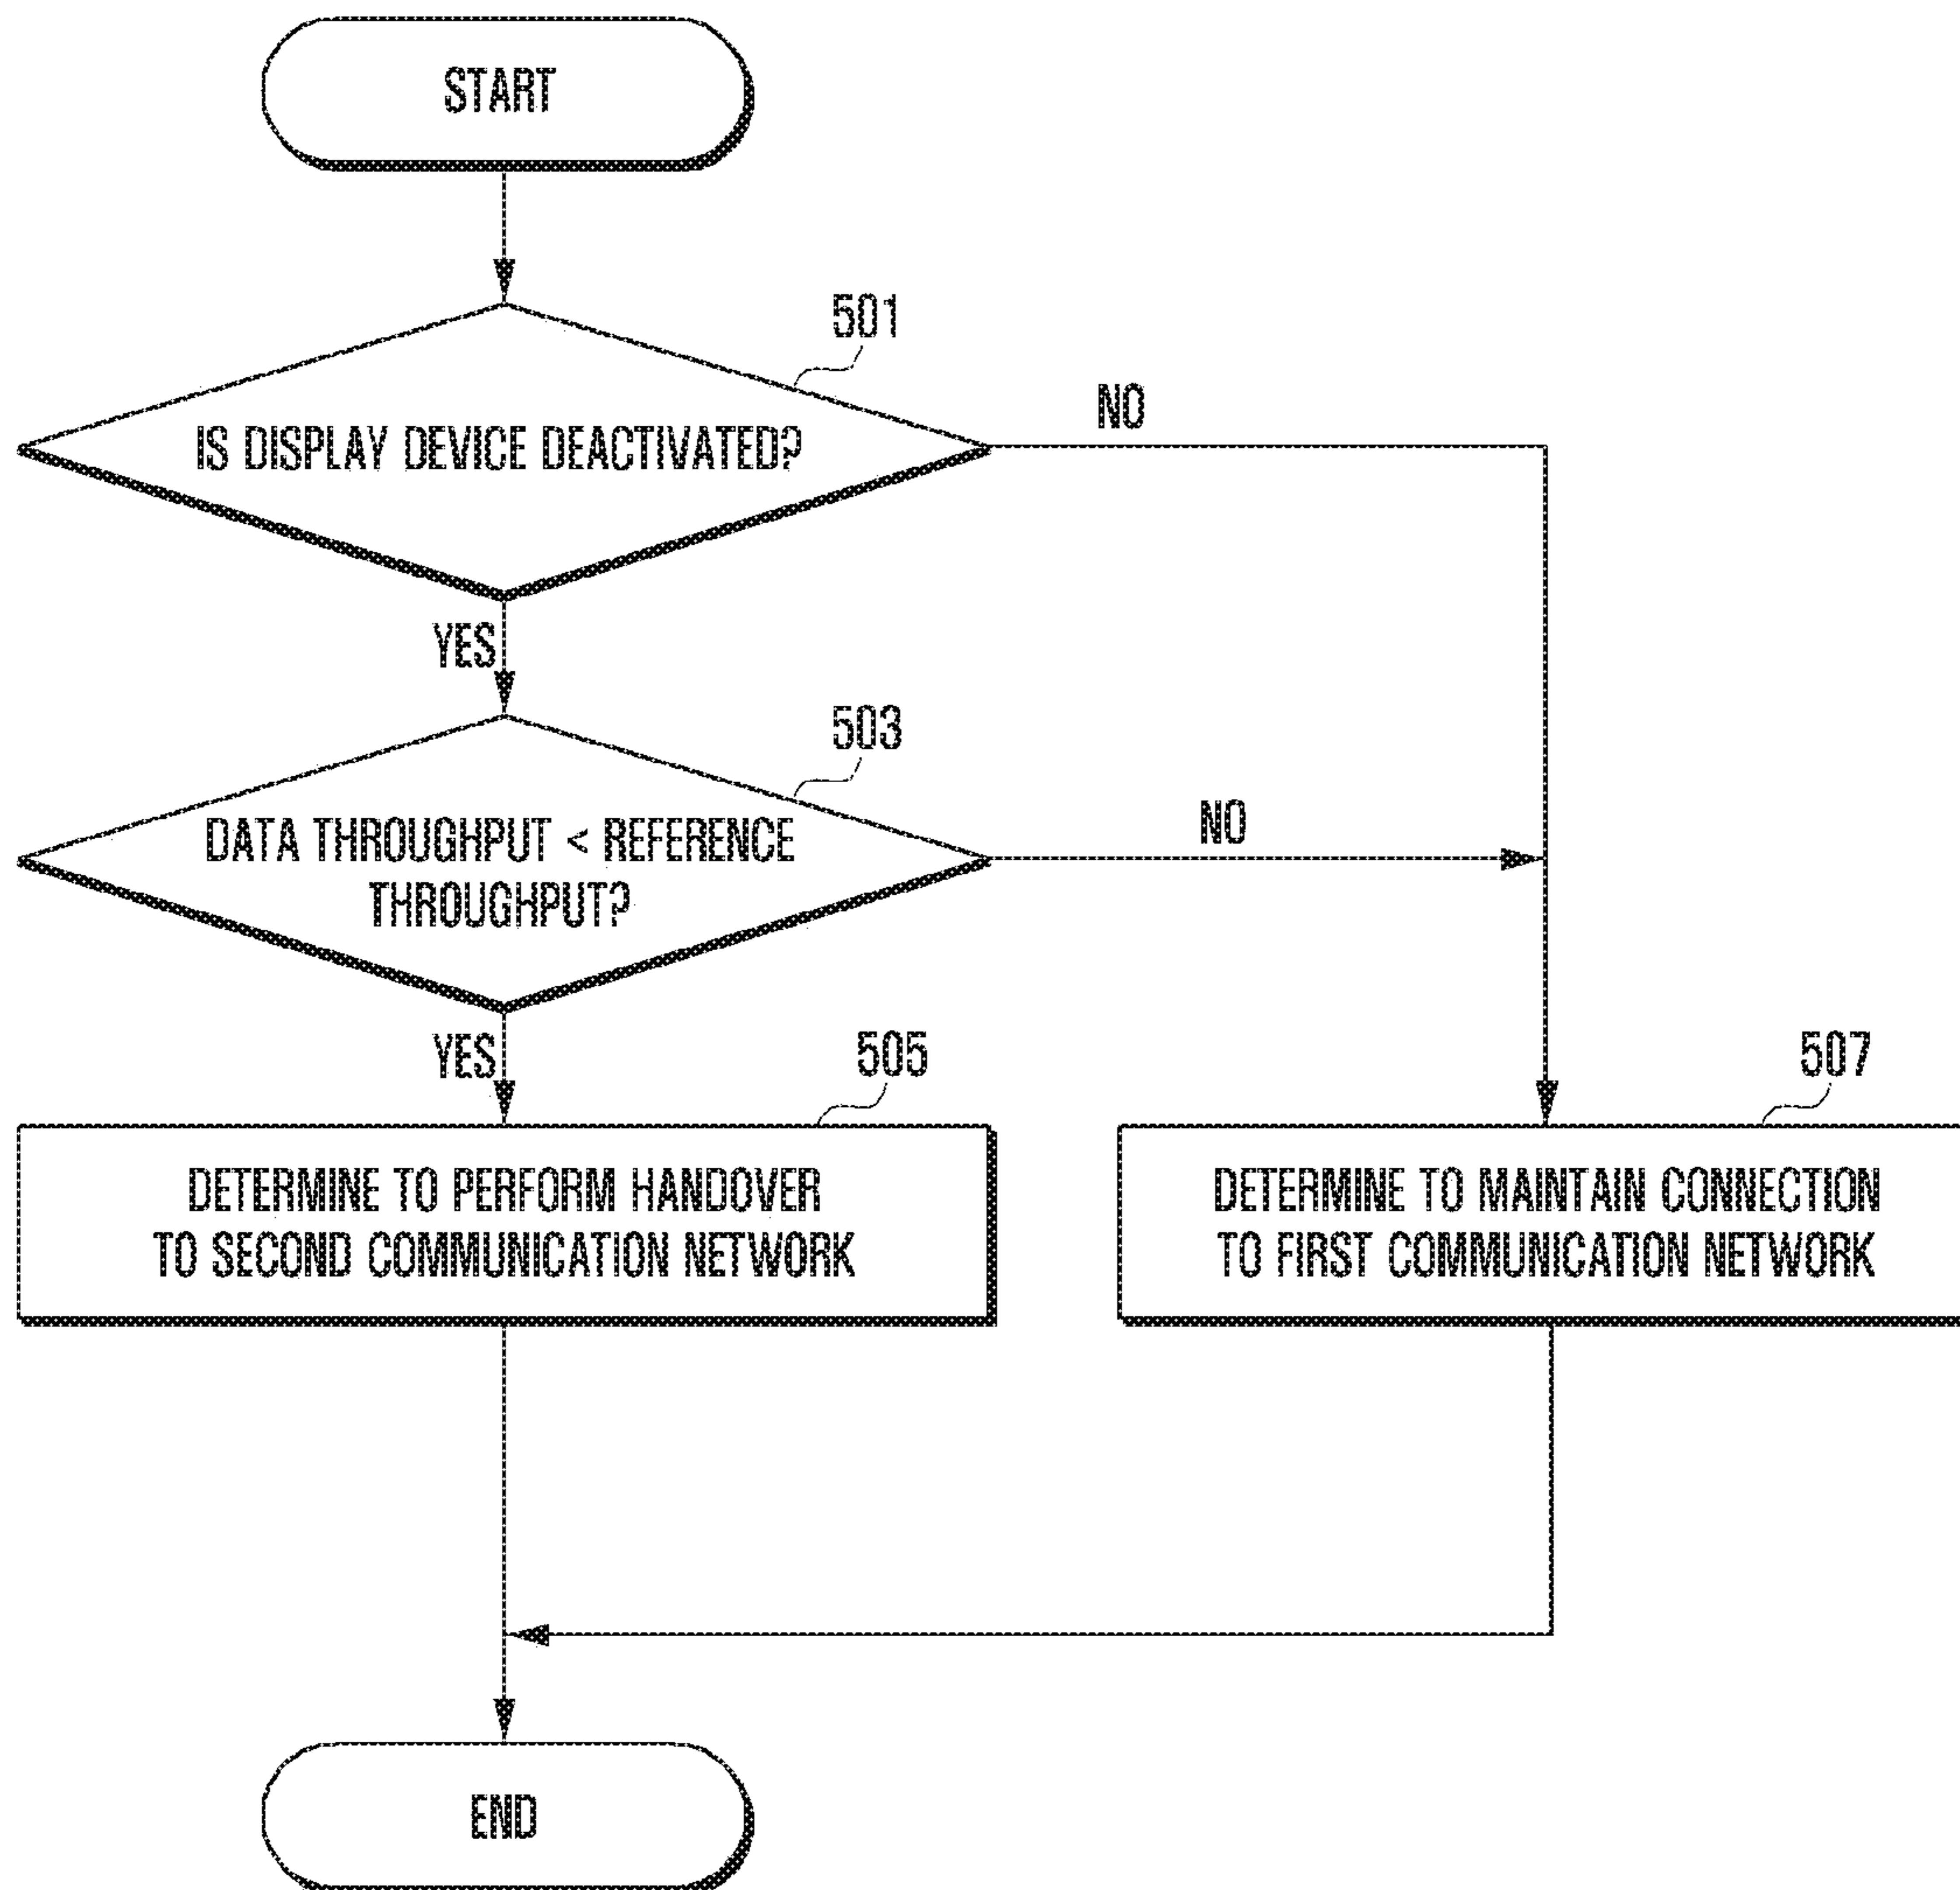 START
501
IS DISPLAY DEVICE DEACTIVATED?
NO
YES
503
DATA THROUGHPUT < REFERENCE
THROUGHPUT?
NO
YES
505
DETERMINE TO PERFORM HANDOVER
TO SECOND COMMUNICATION NETWORK
507
DETERMINE TO MAINTAIN CONNECTION
TO FIRST COMMUNICATION NETWORK
END